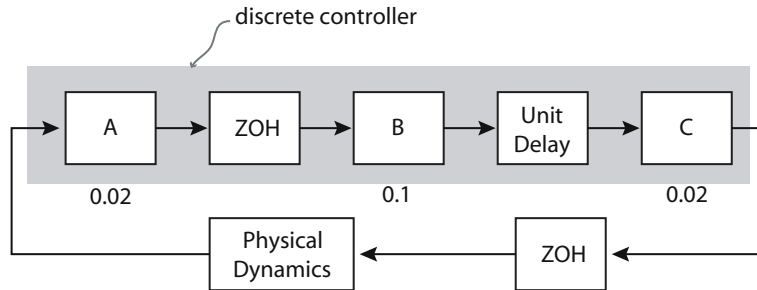 discrete controller
A
ZOH
B
Unit
Delay
C
0.02
0.1
0.02
Physical
Dynamics
ZOH